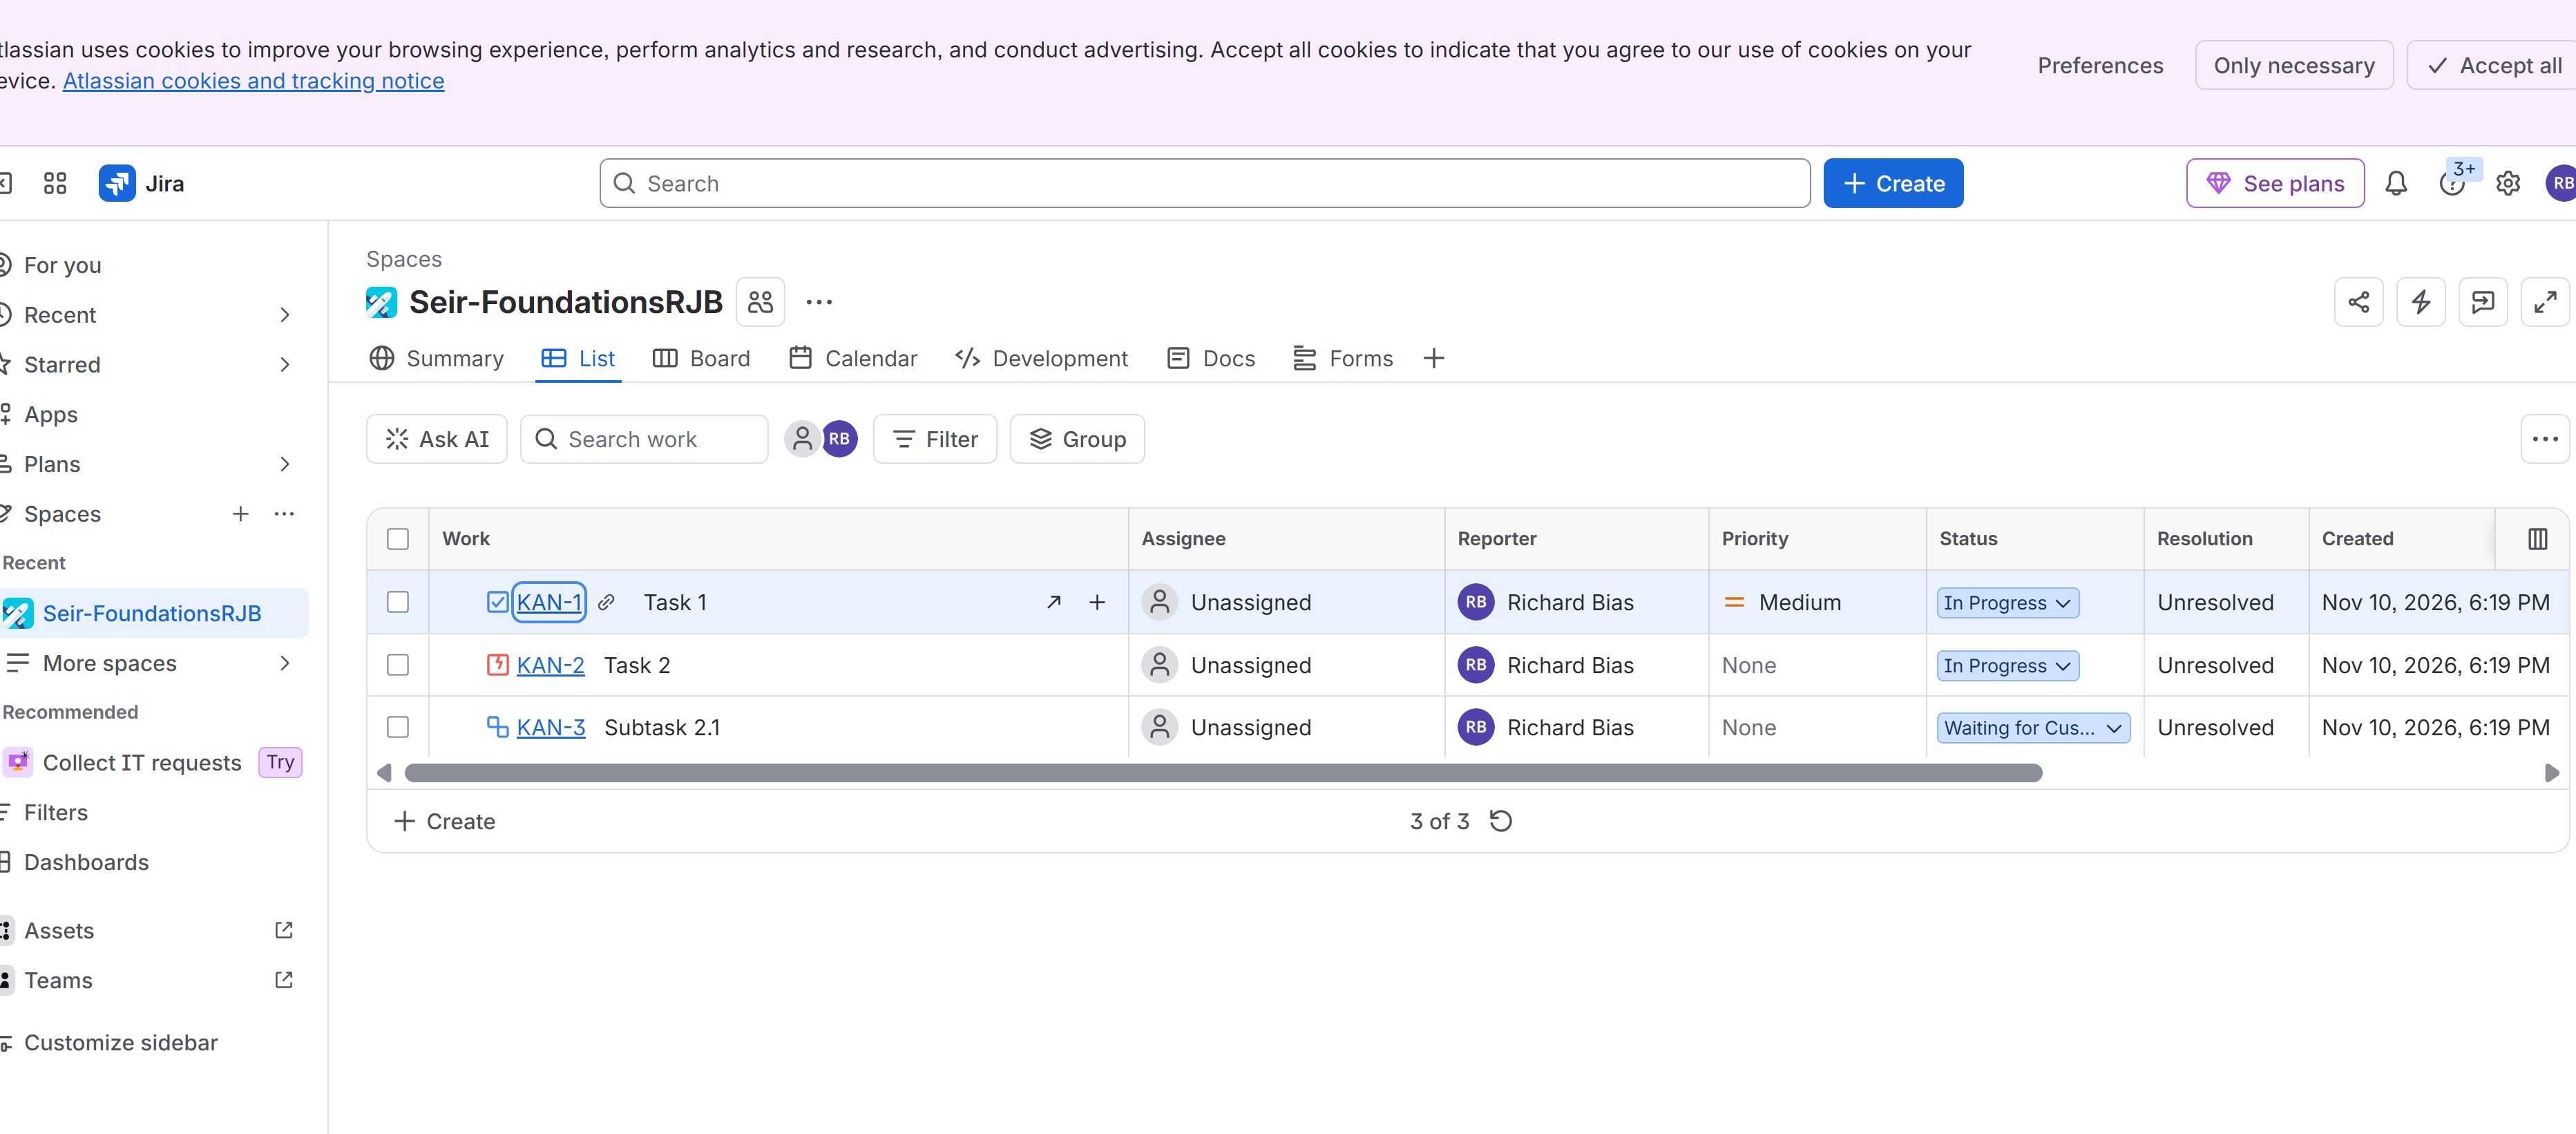 tlassian uses cookies to improve your browsing experience, perform analytics and research, and conduct advertising. Accept all cookies to indicate that you agree to our use of cookies on your
evice. Atlassian cookies and tracking notice
Preferences
Only necessary
Accept all
Jira
Search
Create
See plans
3+
RB
For you
Recent
Starred
Apps
Plans
Spaces
Recent
Seir-FoundationsRJB
More spaces
Recommended
Collect IT requests Try
Filters
Dashboards
Assets
Teams
Customize sidebar
Spaces
Seir-FoundationsRJB
Summary List Board Calendar Development Docs Forms
Ask AI Search work RB Filter Group
Work Assignee Reporter Priority Status Resolution Created
KAN-1 Task 1 Unassigned RB Richard Bias Medium In Progress Unresolved Nov 10, 2026, 6:19 PM
KAN-2 Task 2 Unassigned RB Richard Bias None In Progress Unresolved Nov 10, 2026, 6:19 PM
KAN-3 Subtask 2.1 Unassigned RB Richard Bias None Waiting for Cus... Unresolved Nov 10, 2026, 6:19 PM
Create
3 of 3